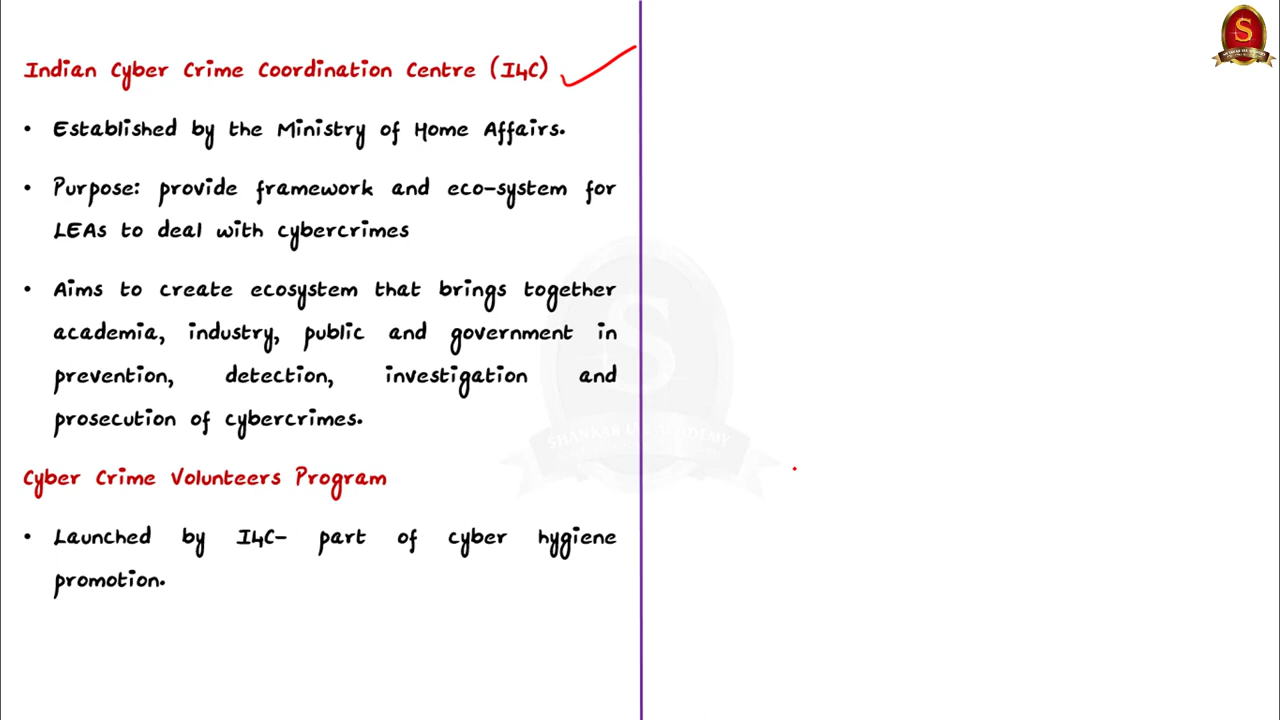 Indian Cyber Crime Coordination Centre (I4C)
• Established by the Ministry of Home Affairs.
• Purpose: provide framework and eco-system for
LEAs to deal with cybercrimes
• Aims to create ecosystem that brings together
academia, industry, public and government in
prevention, detection, investigation and
prosecution of cybercrimes.
Cyber Crime Volunteers Program
• Launched by I4C- part of cyber hygiene
promotion.
S
S
SHANKAR IAS ACADEMY